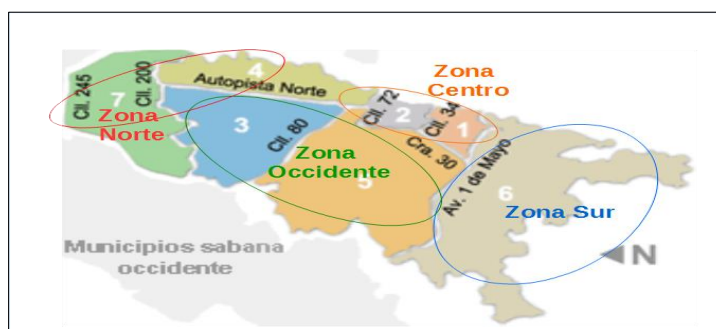 Cll. 245
7
Cll. 200
4
Autopista Norte
Zona
Norte
3
Cll. 80
Zona
Occidente
5
Zona
Centro
Cll. 72
2
Cll. 34
1
Cra. 30
Av. 1 de Mayo
6
Zona Sur
Municipios sabana
occidente
N